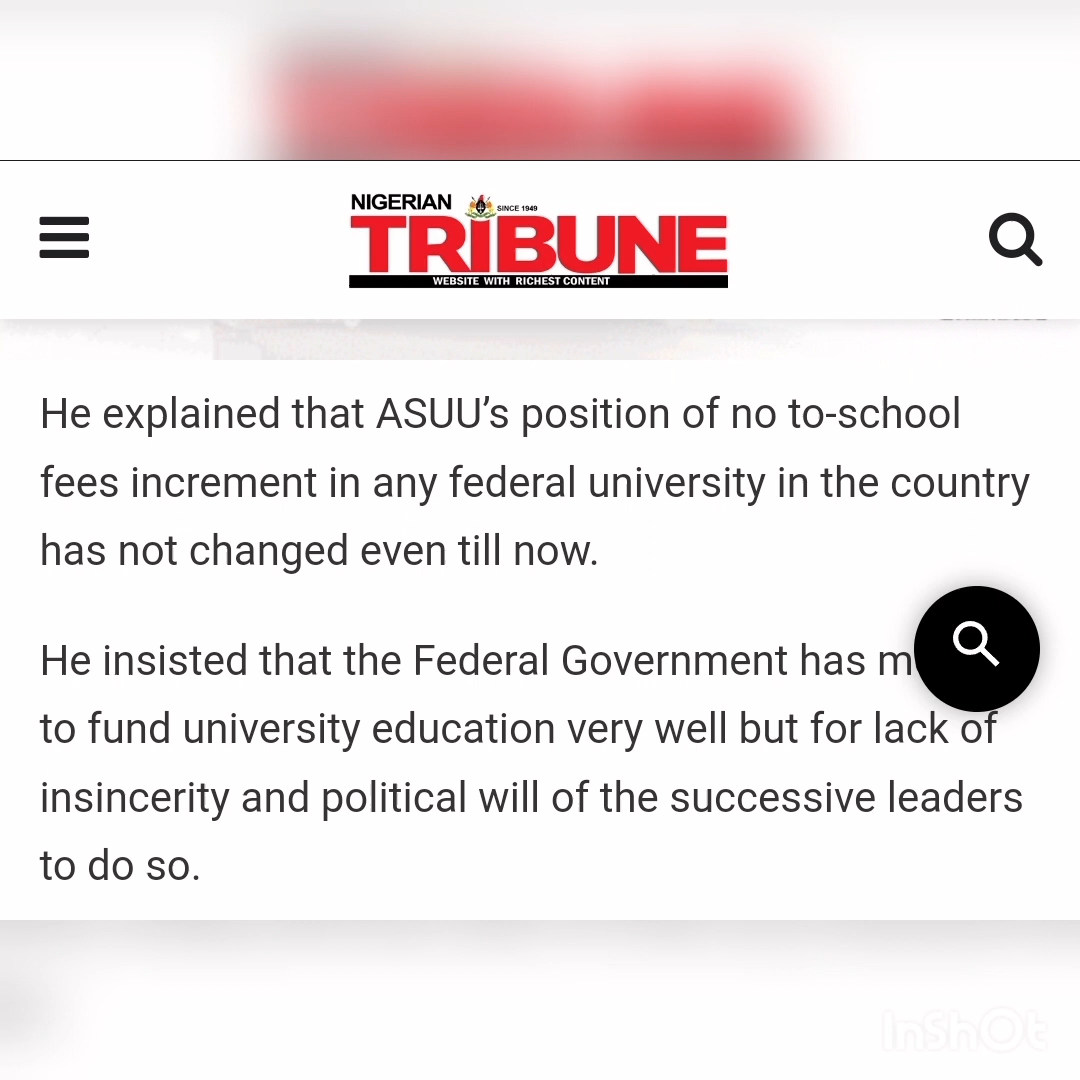 NIGERIAN
SINCE 1949
TRIBUNE
WEBSITE WITH RICHEST CONTENT
He explained that ASUU’s position of no to-school
fees increment in any federal university in the country
has not changed even till now.
He insisted that the Federal Government has
to fund university education very well but for lack of
insincerity and political will of the successive leaders
to do so.
InShOt